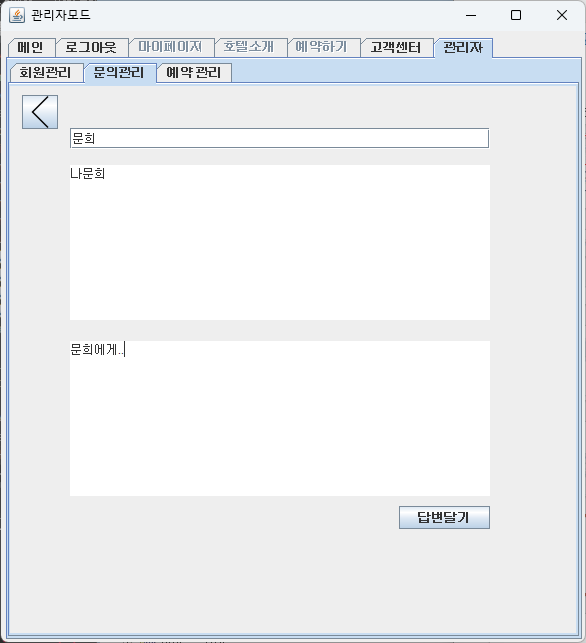 관리자모드
메인 로그아웃 마이페이지 호텔소개 예약하기 고객센터 관리자
회원관리 문의관리 예약 관리
문희
나문희
문희에게..
답변달기